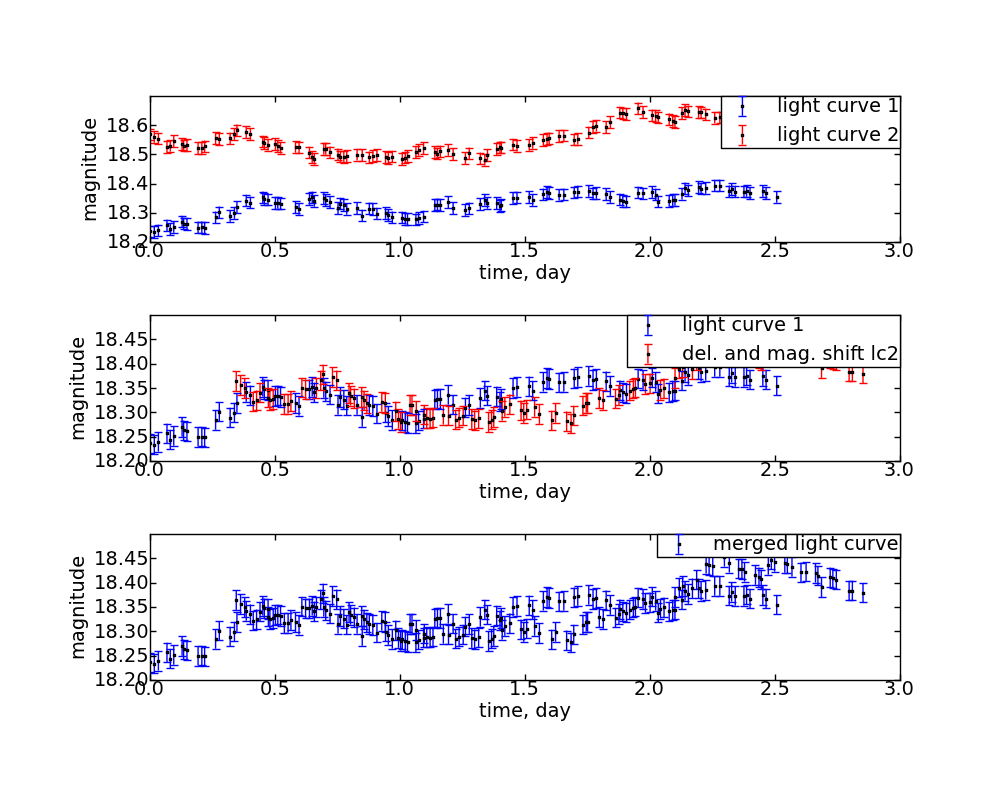 magnitude
18.6
18.5
18.4
18.3
18.2
light curve 1
light curve 2
0.0 0.5 1.0 1.5 2.0 2.5 3.0
time, day
magnitude
18.45
18.40
18.35
18.30
18.25
18.20
light curve 1
del. and mag. shift lc2
0.0 0.5 1.0 1.5 2.0 2.5 3.0
time, day
magnitude
18.45
18.40
18.35
18.30
18.25
18.20
merged light curve
0.0 0.5 1.0 1.5 2.0 2.5 3.0
time, day